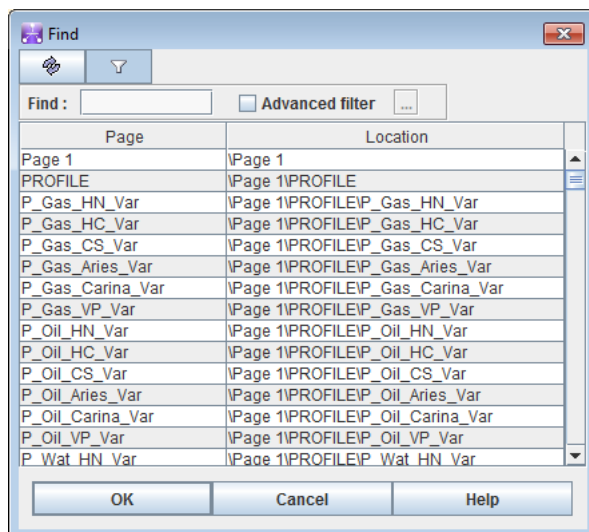 Find
Find :
Advanced filter ...
Page Location
Page 1 \Page 1
PROFILE \Page 1\PROFILE
P_Gas_HN_Var \Page 1\PROFILE\P_Gas_HN_Var
P_Gas_HC_Var \Page 1\PROFILE\P_Gas_HC_Var
P_Gas_CS_Var \Page 1\PROFILE\P_Gas_CS_Var
P_Gas_Aries_Var \Page 1\PROFILE\P_Gas_Aries_Var
P_Gas_Carina_Var \Page 1\PROFILE\P_Gas_Carina_Var
P_Gas_VP_Var \Page 1\PROFILE\P_Gas_VP_Var
P_Oil_HN_Var \Page 1\PROFILE\P_Oil_HN_Var
P_Oil_HC_Var \Page 1\PROFILE\P_Oil_HC_Var
P_Oil_CS_Var \Page 1\PROFILE\P_Oil_CS_Var
P_Oil_Aries_Var \Page 1\PROFILE\P_Oil_Aries_Var
P_Oil_Carina_Var \Page 1\PROFILE\P_Oil_Carina_Var
P_Oil_VP_Var \Page 1\PROFILE\P_Oil_VP_Var
P_Wat_HN_Var \Page 1\PROFILE\P_Wat_HN_Var
OK Cancel Help